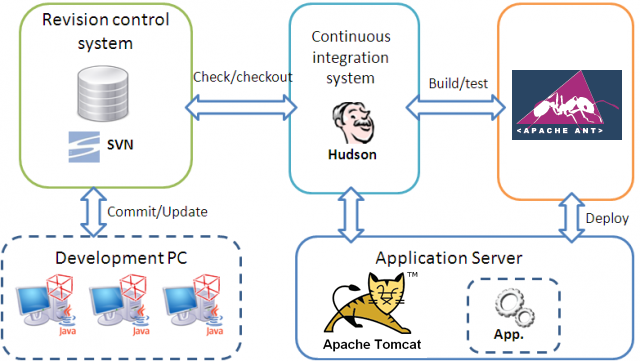 Revision control
system
SVN
Check/checkout
Continuous
integration
system
Hudson
Build/test
<APACHE ANT>
Commit/Update
Deploy
Development PC
Java
Java
Java
Application Server
TM
Apache Tomcat
App.